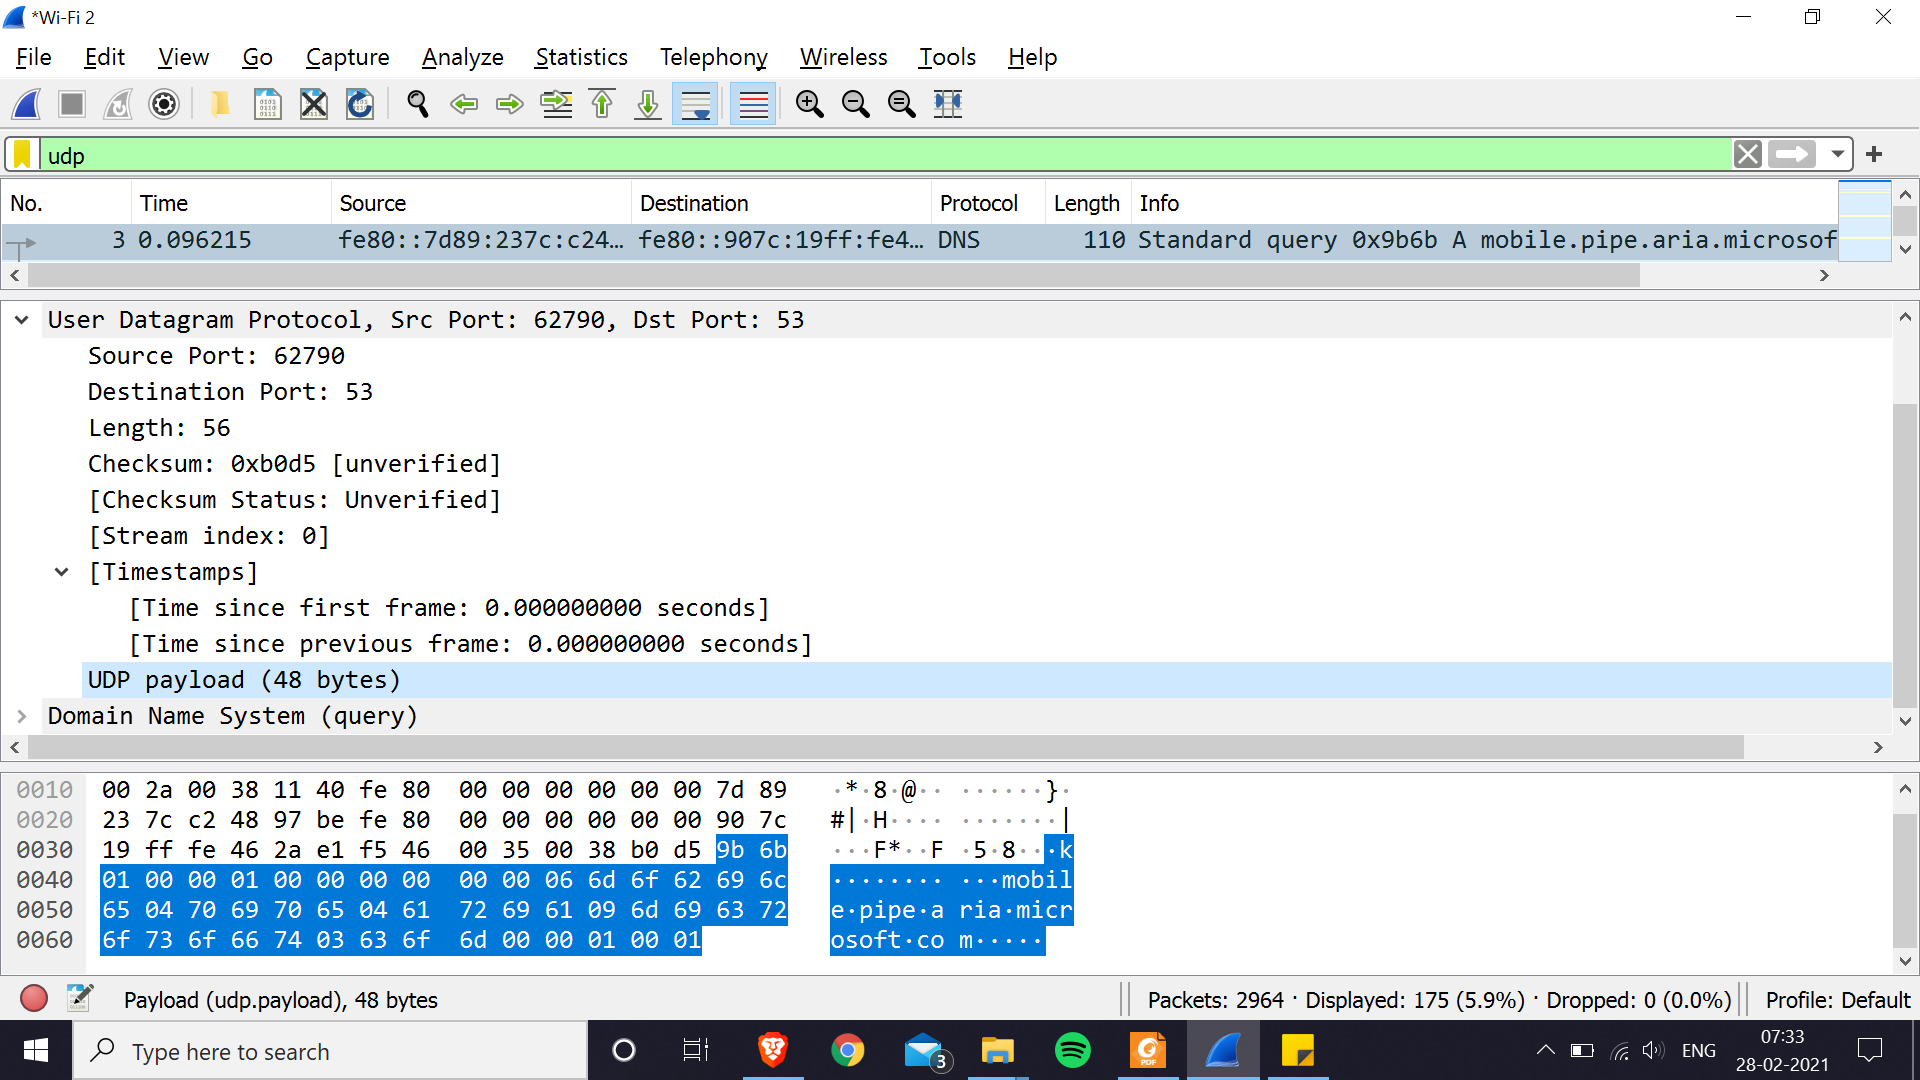 *Wi-Fi 2
File Edit View Go Capture Analyze Statistics Telephony Wireless Tools Help
udp
No. Time Source Destination Protocol Length Info
3 0.096215 fe80::7d89:237c:c24… fe80::907c:19ff:fe4… DNS 110 Standard query 0x9b6b A mobile.pipe.aria.microsof
User Datagram Protocol, Src Port: 62790, Dst Port: 53
Source Port: 62790
Destination Port: 53
Length: 56
Checksum: 0xb0d5 [unverified]
[Checksum Status: Unverified]
[Stream index: 0]
[Timestamps]
[Time since first frame: 0.000000000 seconds]
[Time since previous frame: 0.000000000 seconds]
UDP payload (48 bytes)
Domain Name System (query)
0010 00 2a 00 38 11 40 fe 80 00 00 00 00 00 00 7d 89 ·*·8·@·· ······}·
0020 23 7c c2 48 97 be fe 80 00 00 00 00 00 00 90 7c #|·H···· ·······|
0030 19 ff fe 46 2a e1 f5 46 00 35 00 38 b0 d5 9b 6b ···F*··F ·5·8···k
0040 01 00 00 01 00 00 00 00 00 00 06 6d 6f 62 69 6c ········ ···mobil
0050 65 04 70 69 70 65 04 61 72 69 61 09 6d 69 63 72 e·pipe·a ria·micr
0060 6f 73 6f 66 74 03 63 6f 6d 00 00 01 00 01 osoft·co m·····
Payload (udp.payload), 48 bytes Packets: 2964 · Displayed: 175 (5.9%) · Dropped: 0 (0.0%) Profile: Default
Type here to search 3 PDF ENG 07:33
28-02-2021